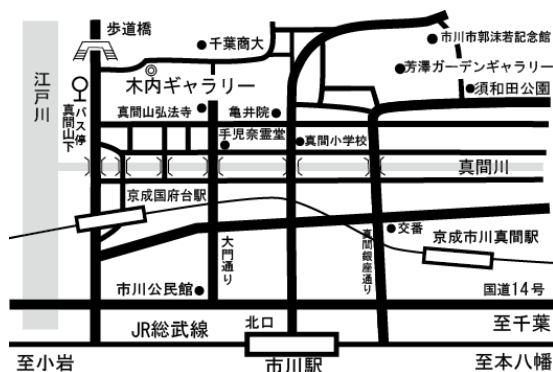 歩道橋
千葉商大
市川市郭沫若記念館
木内ギャラリー
芳澤ガーデンギャラリー
須和田公園
江戸川
バス停
真間山下
真間山弘法寺
亀井院
手児奈霊堂
真間小学校
真間川
京成国府台駅
大門通り
真間銀座通り
交番
京成市川真間駅
市川公民館
国道14号
JR総武線
北口
至千葉
至小岩
市川駅
至本八幡